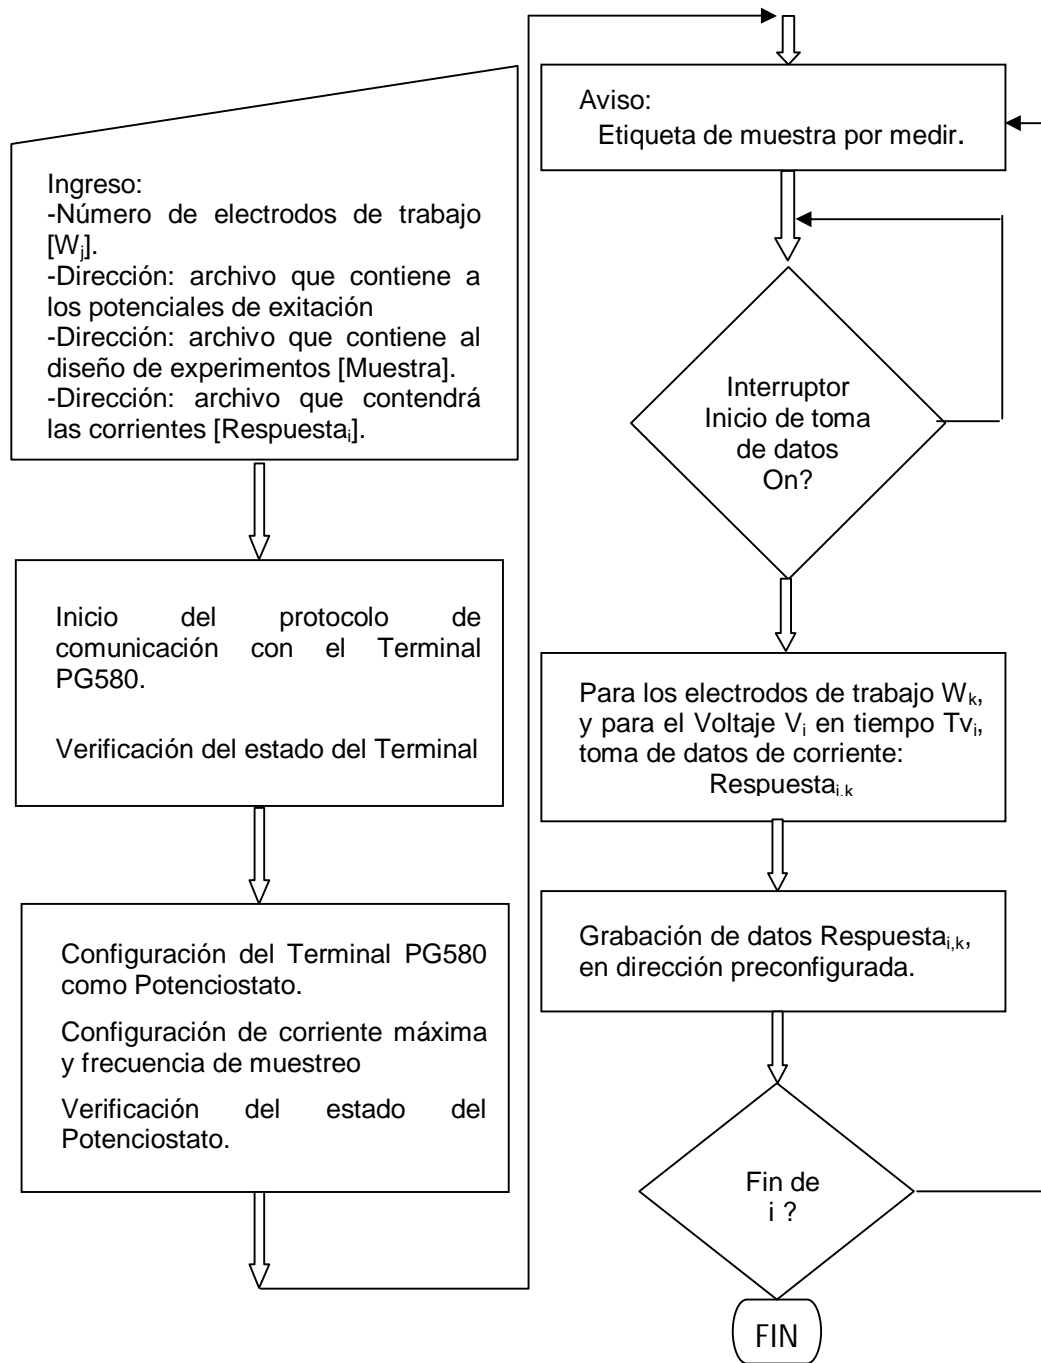 Ingreso:
-Número de electrodos de trabajo
[Wj].
-Dirección: archivo que contiene a
los potenciales de exitación
-Dirección: archivo que contiene al
diseño de experimentos [Muestra].
-Dirección: archivo que contendrá
las corrientes [Respuestai].
Inicio del protocolo de
comunicación con el Terminal
PG580.
Verificación del estado del Terminal
Configuración del Terminal PG580
como Potenciostato.
Configuración de corriente máxima
y frecuencia de muestreo
Verificación del estado del
Potenciostato.
Aviso:
Etiqueta de muestra por medir.
Interruptor
Inicio de toma
de datos
On?
Para los electrodos de trabajo Wk,
y para el Voltaje Vi en tiempo Tvi,
toma de datos de corriente:
Respuestai,k
Grabación de datos Respuestai,k,
en dirección preconfigurada.
Fin de
i ?
FIN